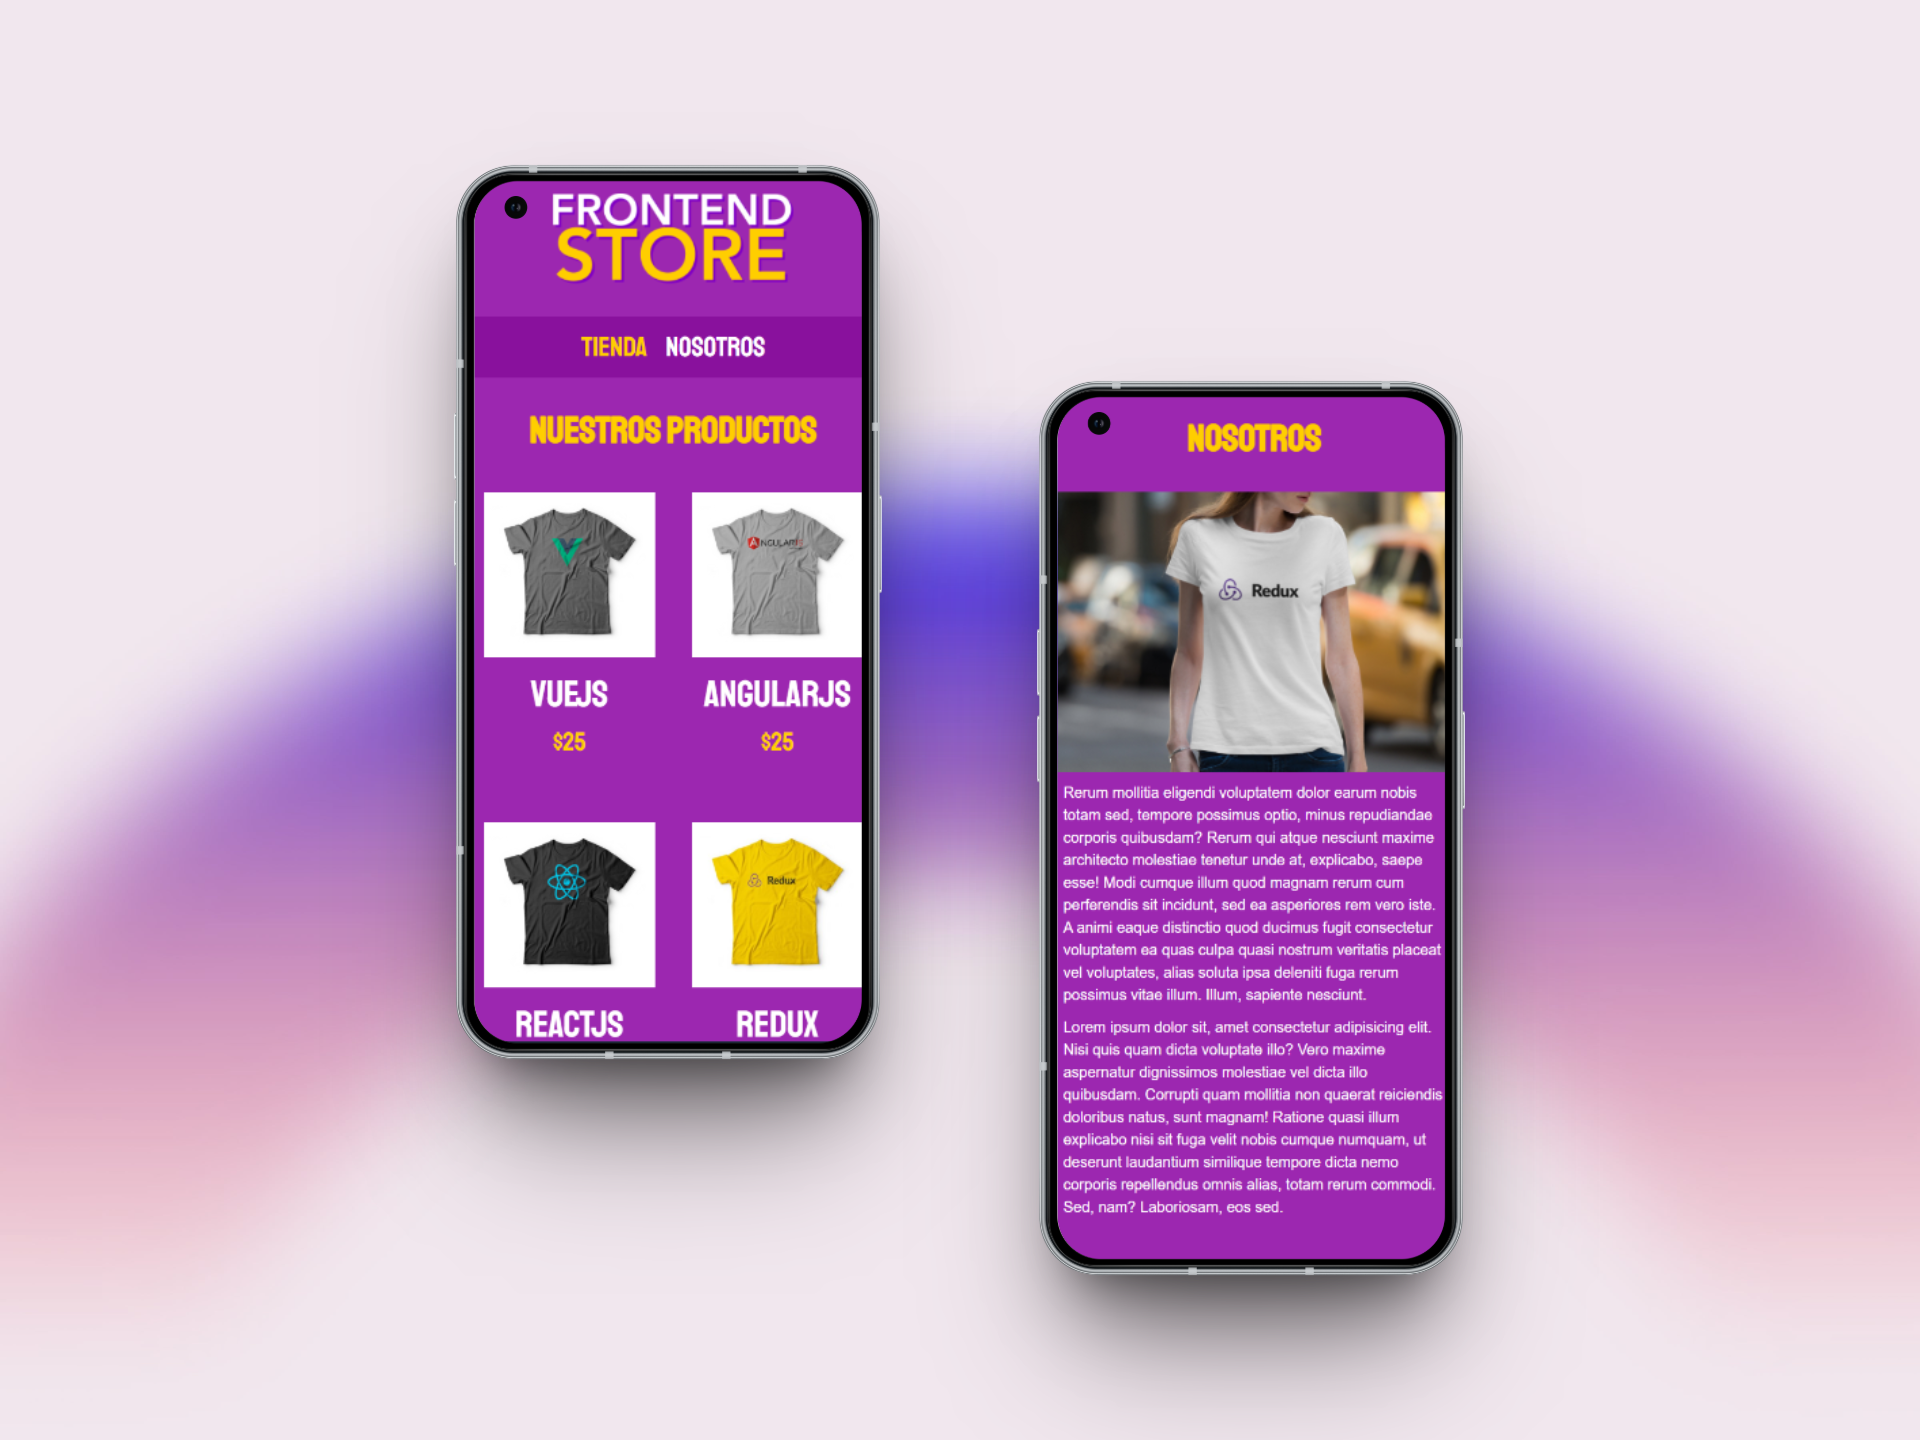 FRONTEND
STORE
TIENDA NOSOTROS
NUESTROS PRODUCTOS
ANGULARJS
VUEJS ANGULARJS
$25 $25
Redux
REACTJS REDUX
NOSOTROS
Redux
Rerum mollitia eligendi voluptatem dolor earum nobis
totam sed, tempore possimus optio, minus repudiandae
corporis quibusdam? Rerum qui atque nesciunt maxime
architecto molestiae tenetur unde at, explicabo, saepe
esse! Modi cumque illum quod magnam rerum cum
perferendis sit incidunt, sed ea asperiores rem vero iste.
A animi eaque distinctio quod ducimus fugit consectetur
voluptatem ea quas culpa quasi nostrum veritatis placeat
vel voluptates, alias soluta ipsa deleniti fuga rerum
possimus vitae illum. Illum, sapiente nesciunt.
Lorem ipsum dolor sit, amet consectetur adipisicing elit.
Nisi quis quam dicta voluptate illo? Vero maxime
aspernatur dignissimos molestiae vel dicta illo
quibusdam. Corrupti quam mollitia non quaerat reiciendis
doloribus natus, sunt magnam! Ratione quasi illum
explicabo nisi sit fuga velit nobis cumque numquam, ut
deserunt laudantium similique tempore dicta nemo
corporis repellendus omnis alias, totam rerum commodi.
Sed, nam? Laboriosam, eos sed.